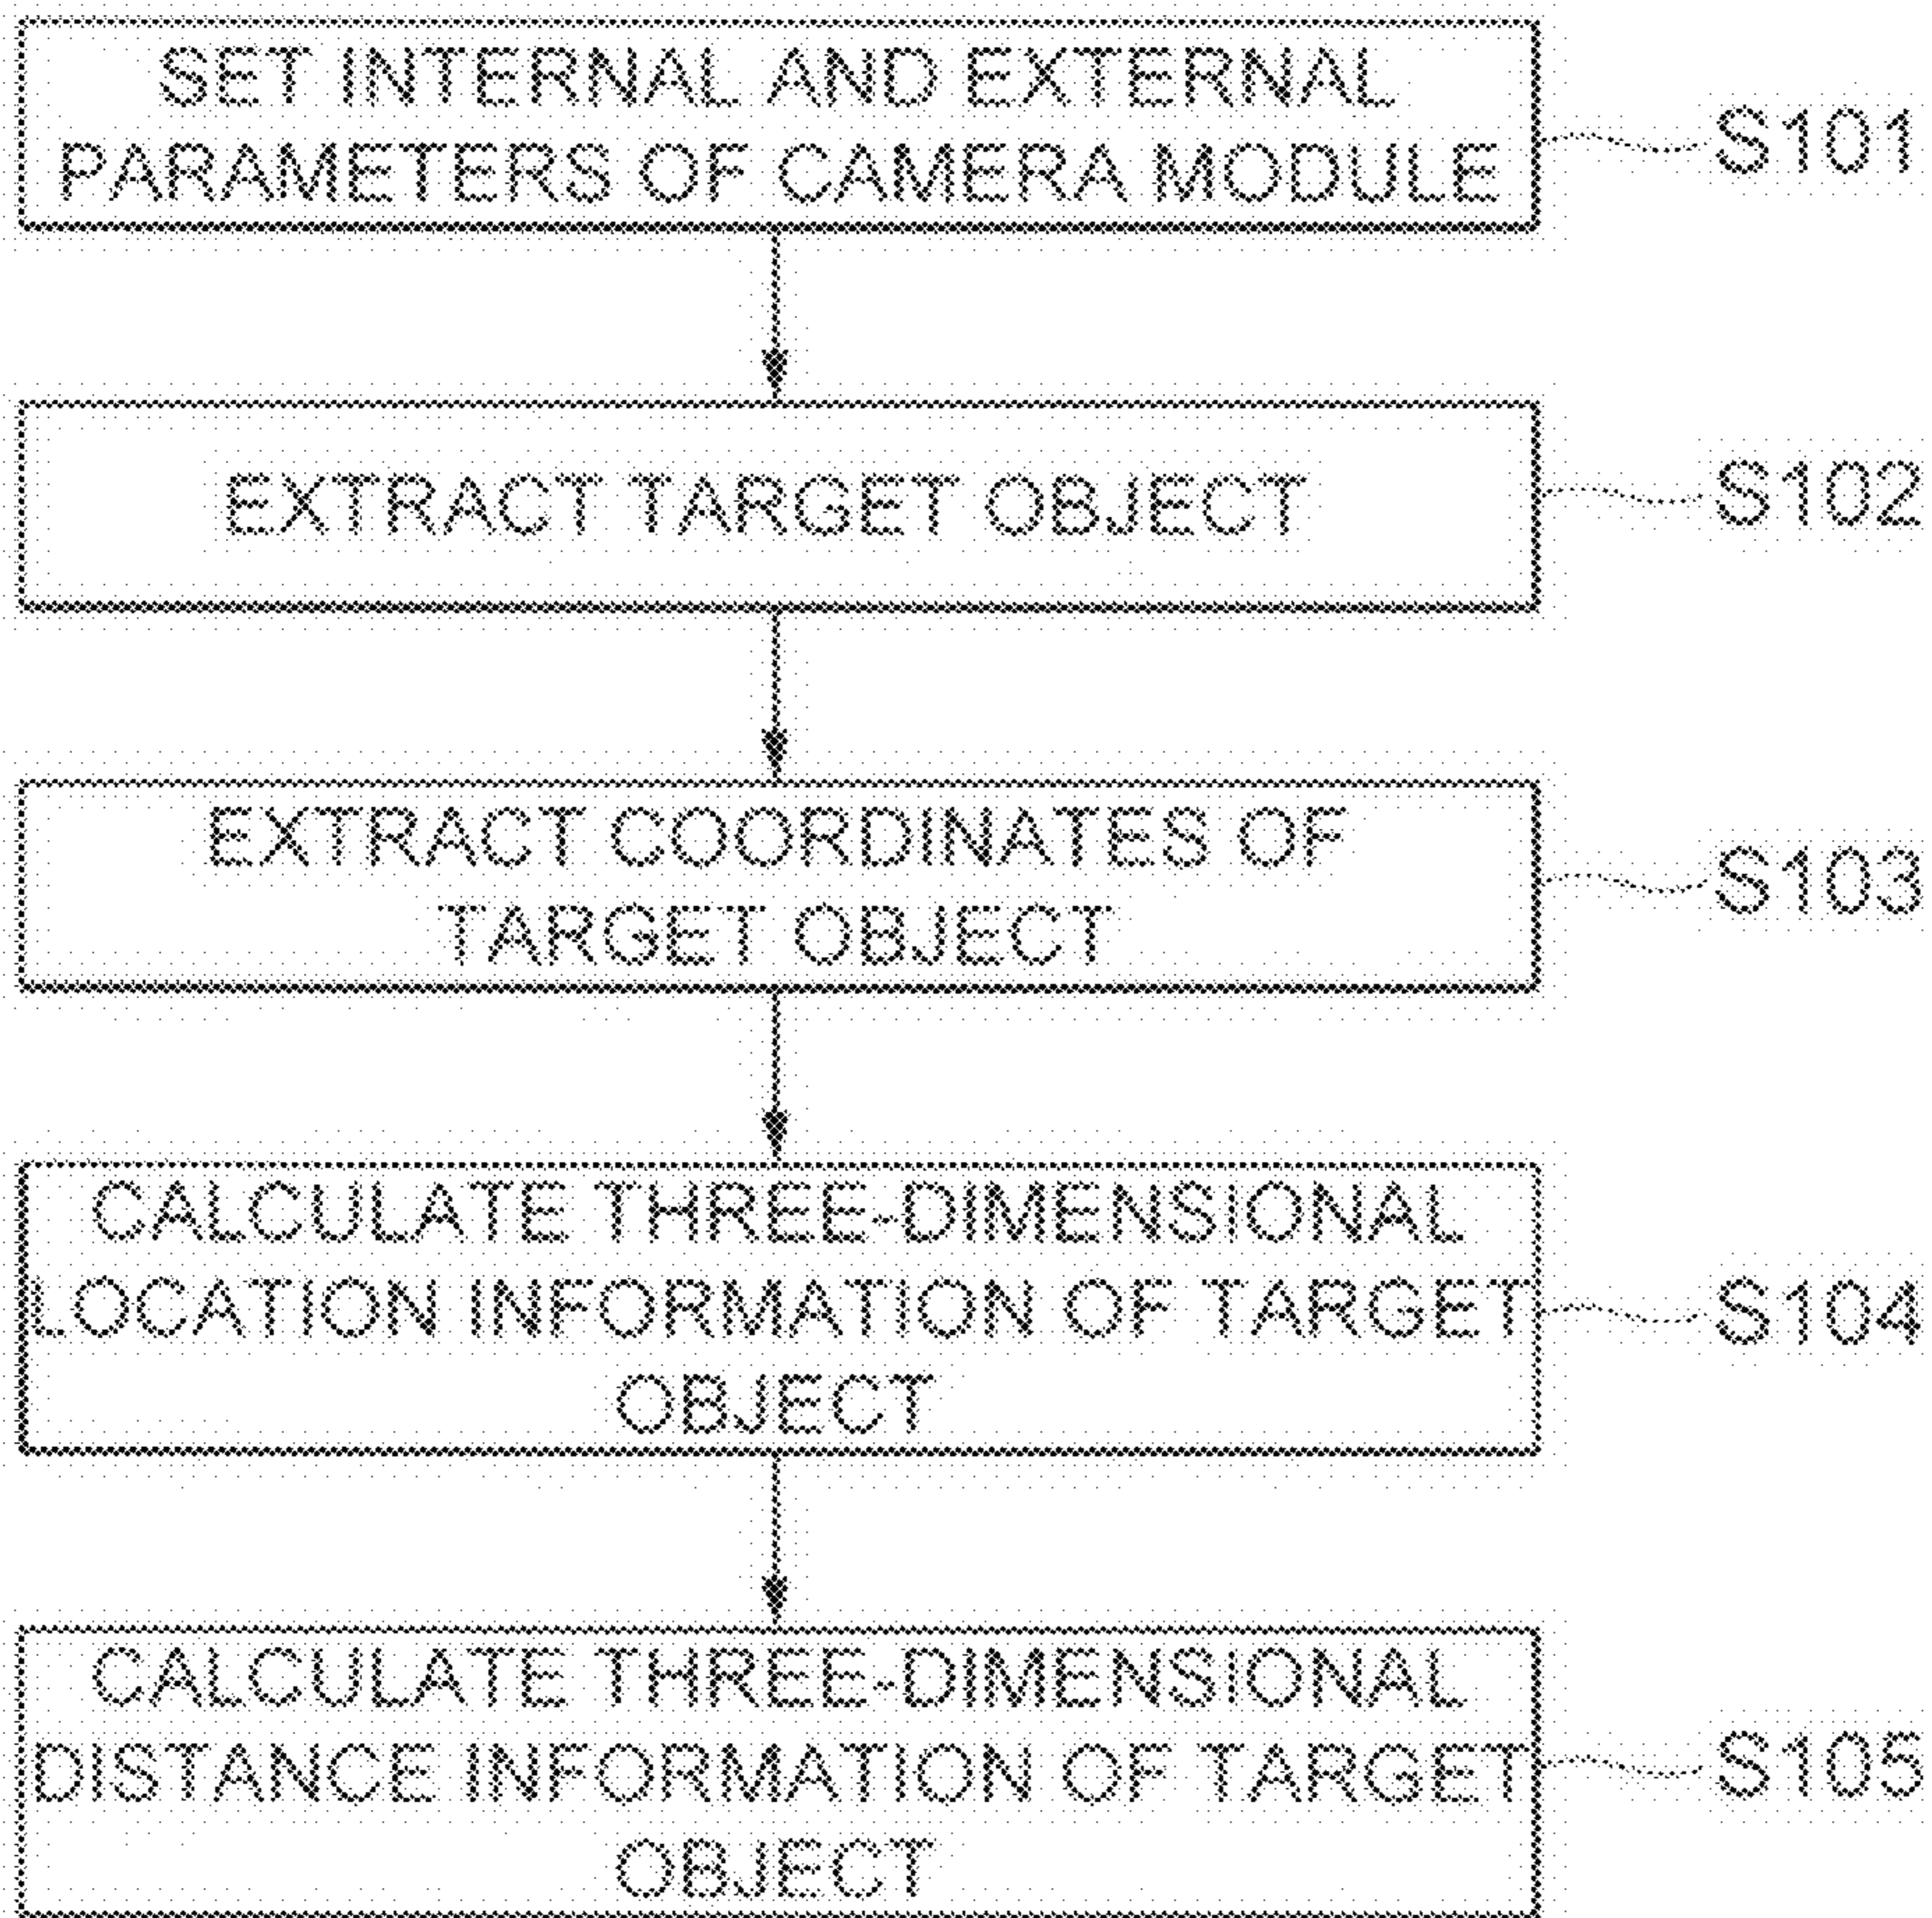 SET INTERNAL AND EXTERNAL
PARAMETERS OF CAMERA MODULE
S101
EXTRACT TARGET OBJECT
S102
EXTRACT COORDINATES OF
TARGET OBJECT
S103
CALCULATE THREE-DIMENSIONAL
LOCATION INFORMATION OF TARGET
OBJECT
S104
CALCULATE THREE-DIMENSIONAL
DISTANCE INFORMATION OF TARGET
OBJECT
S105